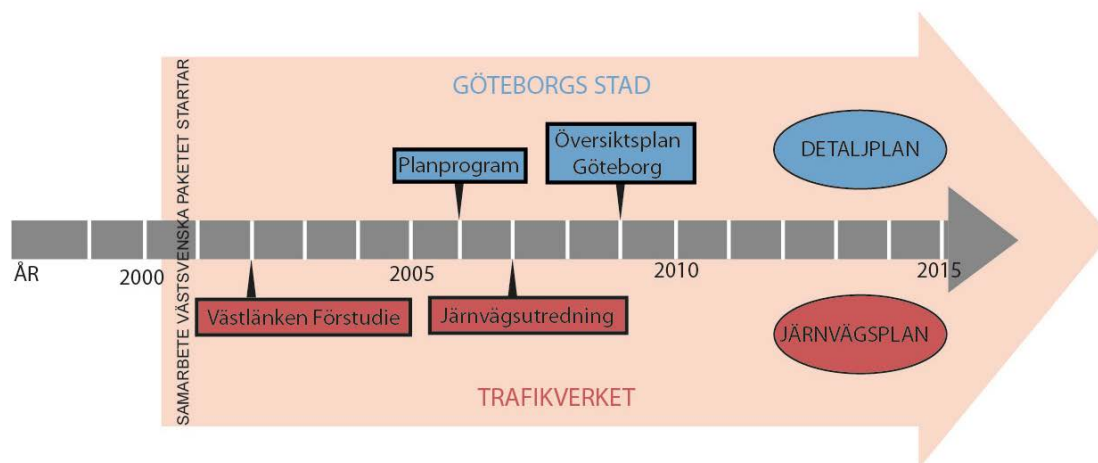 SAMARBETE VÄSTSVENSKA PAKETET STARTAR
GÖTEBORGS STAD
Planprogram
Översiktsplan
Göteborg
DETALJPLAN
ÅR
2000
2005
2010
2015
Västlänken Förstudie
Järnvägsutredning
JÄRNVÄGSPLAN
TRAFIKVERKET